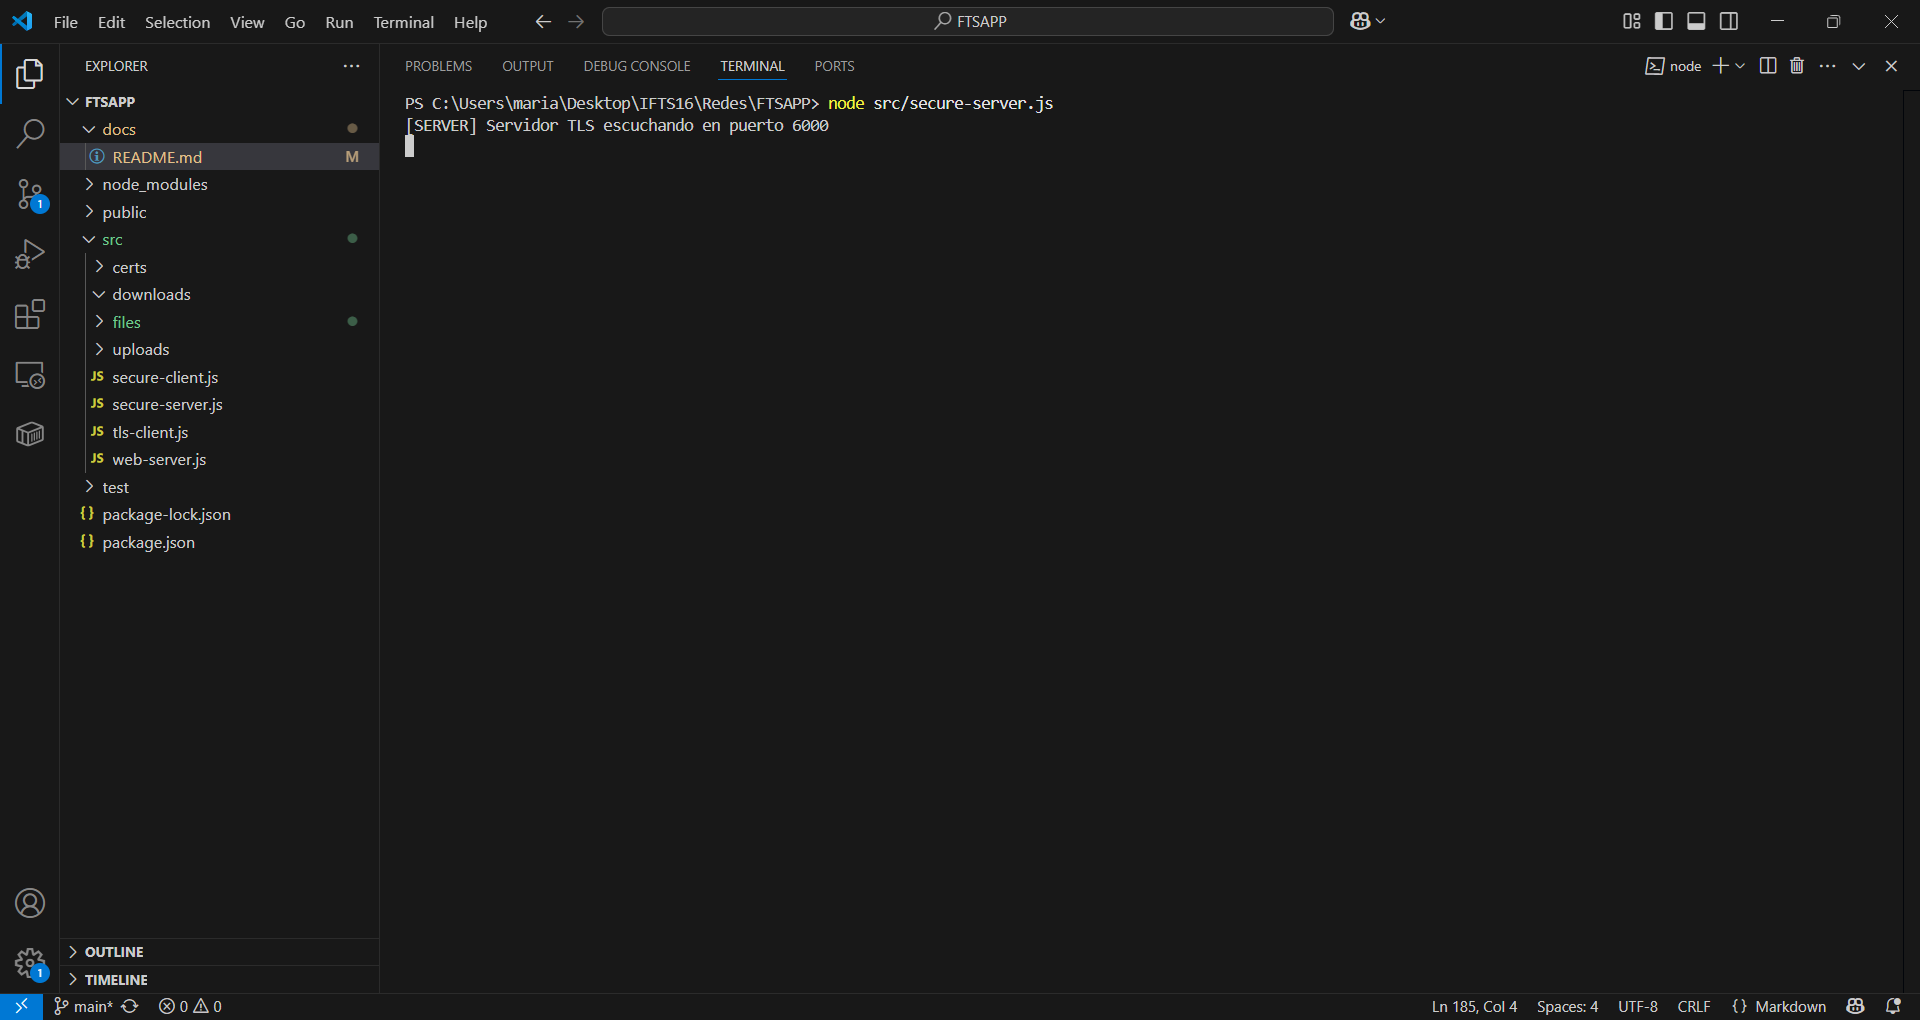 File Edit Selection View Go Run Terminal Help
FTSAPP
EXPLORER
FTSAPP
docs
README.md M
node_modules
public
src
certs
downloads
files
uploads
JS secure-client.js
JS secure-server.js
JS tls-client.js
JS web-server.js
test
{} package-lock.json
{} package.json
OUTLINE
TIMELINE
1
1
PROBLEMS OUTPUT DEBUG CONSOLE TERMINAL PORTS
node
PS C:\Users\maria\Desktop\IFTS16\Redes\FTSAPP> node src/secure-server.js
[SERVER] Servidor TLS escuchando en puerto 6000
main* 0 0
Ln 185, Col 4 Spaces: 4 UTF-8 CRLF {} Markdown